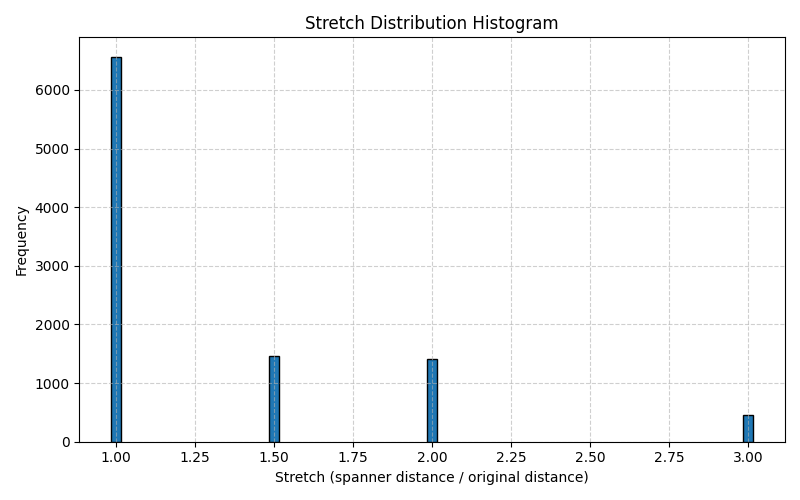 Stretch Distribution Histogram
Frequency
6000
5000
4000
3000
2000
1000
0
1.00 1.25 1.50 1.75 2.00 2.25 2.50 2.75 3.00
Stretch (spanner distance / original distance)